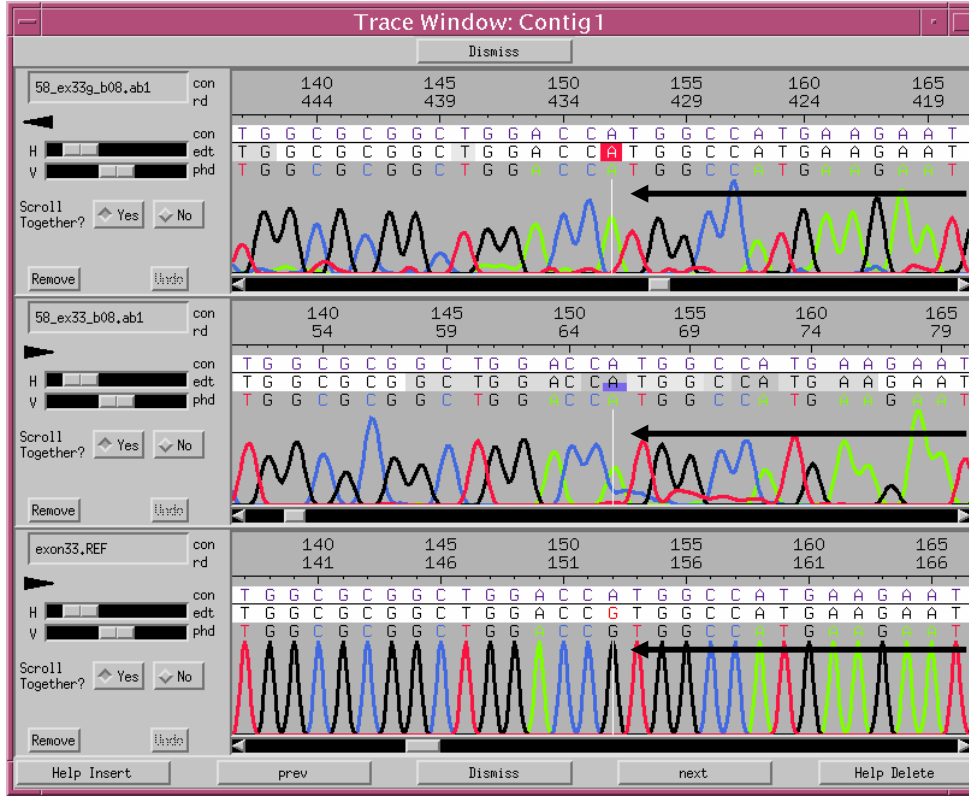 Trace Window: Contig1
Dismiss
58_ex33g_b08.ab1
con 140 145 150 155 160 165
rd 444 439 434 429 424 419
con T G G C G C G G C T G G A C C A T G G C C A T G A A G A A T
H edt T G G C G C G G C T G G A C C A T G G C C A T G A A G A A T
V phd T G G C G C G G C T G G A C C A T G G C C A T G A A G A A T
Scroll Together? Yes No
Remove Undo
58_ex33_b08.ab1
con 140 145 150 155 160 165
rd 54 59 64 69 74 79
con T G G C G C G G C T G G A C C A T G G C C A T G A A G A A T
H edt T G G C G C G G C T G G A C C A T G G C C A T G A A G A A T
V phd T G G C G C G G C T G G A C C A T G G C C A T G A A G A A T
Scroll Together? Yes No
Remove Undo
exon33.REF
con 140 145 150 155 160 165
rd 141 146 151 156 161 166
con T G G C G C G G C T G G A C C A T G G C C A T G A A G A A T
H edt T G G C G C G G C T G G A C C G T G G C C A T G A A G A A T
V phd T G G C G C G G C T G G A C C G T G G C C A T G A A G A A T
Scroll Together? Yes No
Remove Undo
Help Insert prev Dismiss next Help Delete